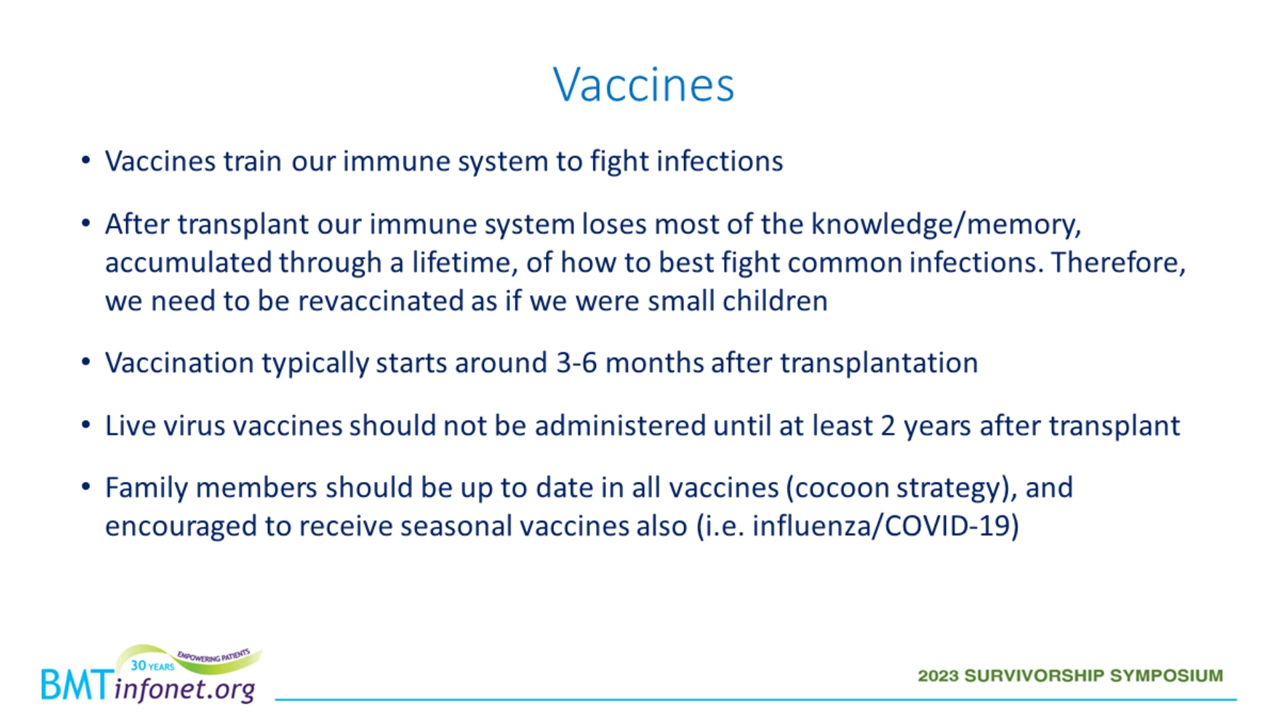 Vaccines
• Vaccines train our immune system to fight infections
• After transplant our immune system loses most of the knowledge/memory,
accumulated through a lifetime, of how to best fight common infections. Therefore,
we need to be revaccinated as if we were small children
• Vaccination typically starts around 3-6 months after transplantation
• Live virus vaccines should not be administered until at least 2 years after transplant
• Family members should be up to date in all vaccines (cocoon strategy), and
encouraged to receive seasonal vaccines also (i.e. influenza/COVID-19)
30 YEARS EMPOWERING PATIENTS
BMTinfonet.org
2023 SURVIVORSHIP SYMPOSIUM